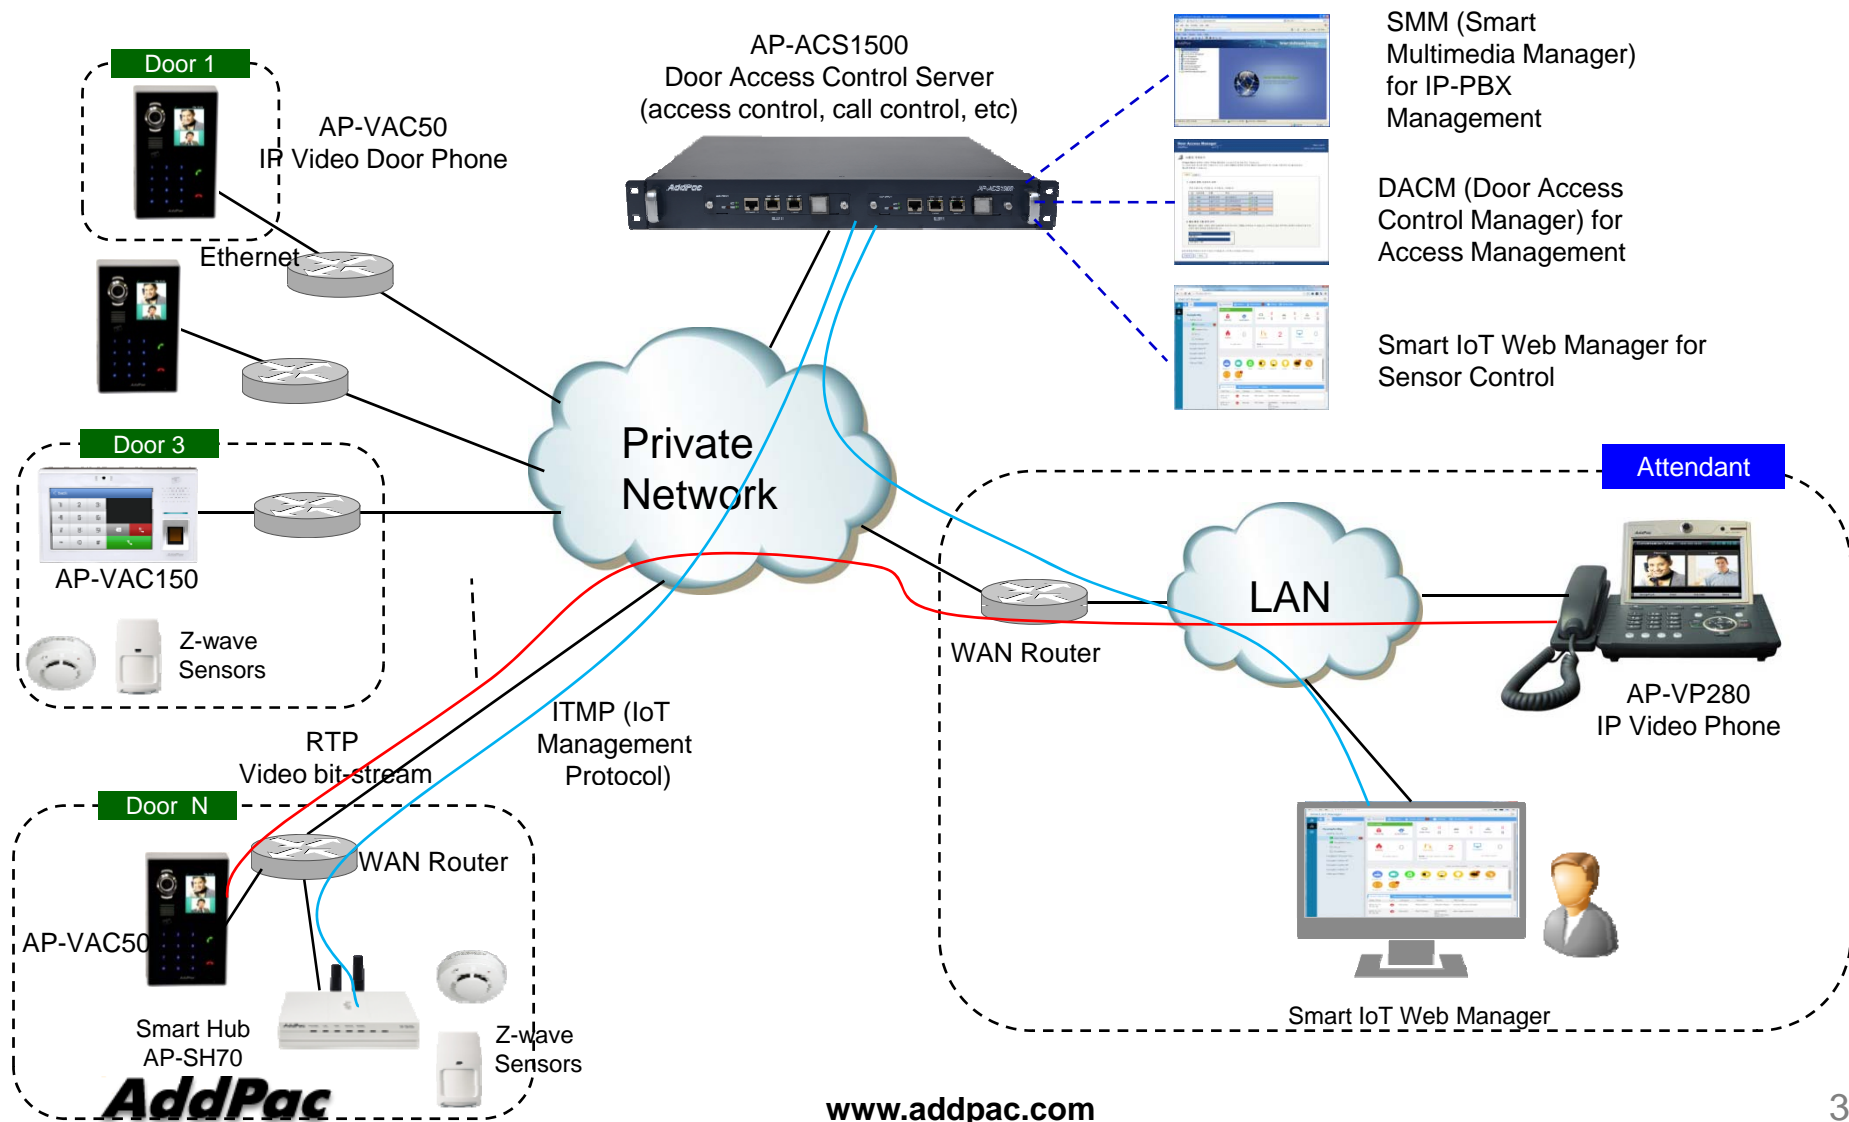 Door 1
AP-VAC50
IP Video Door Phone
Ethernet
AP-ACS1500
Door Access Control Server
(access control, call control, etc)
AddPac
AP-ACS1500
SMM (Smart
Multimedia Manager)
for IP-PBX
Management
DACM (Door Access
Control Manager) for
Access Management
Smart IoT Web Manager for
Sensor Control
Private
Network
Door 3
AP-VAC150
Z-wave
Sensors
RTP
Video bit-stream
ITMP (IoT
Management
Protocol)
Door N
WAN Router
AP-VAC50
Smart Hub
AP-SH70
Z-wave
Sensors
Attendant
LAN
WAN Router
AP-VP280
IP Video Phone
Smart IoT Web Manager
AddPac
www.addpac.com
3